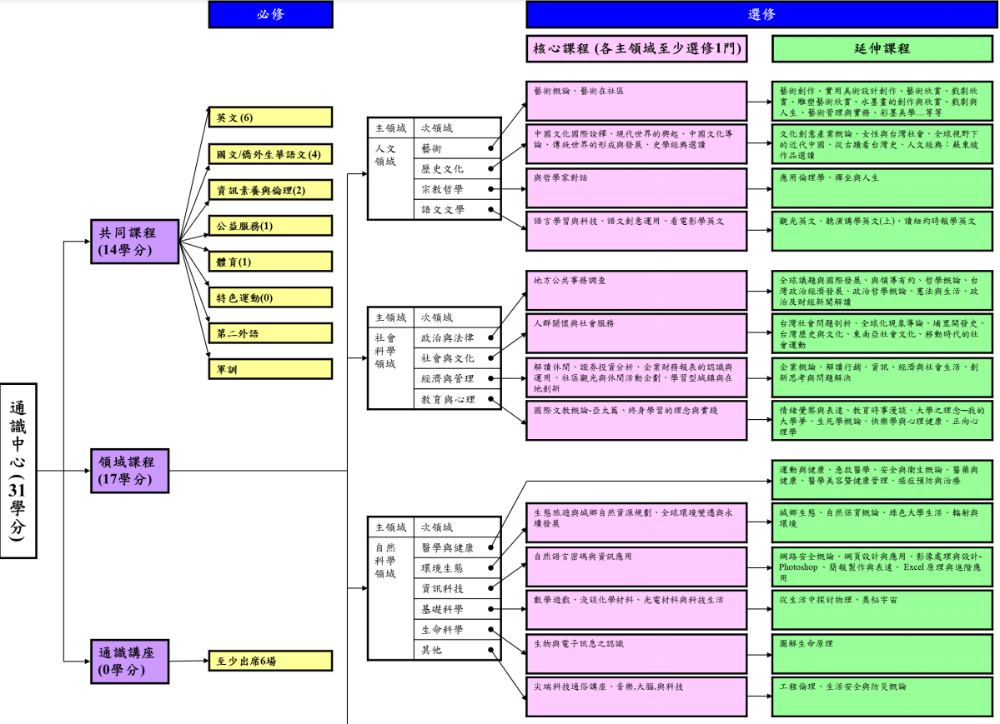 必修
選修
核心課程 (各主領域至少選修1門)
延伸課程
通識中心(31學分)
共同課程
(14學分)
英文(6)
國文/僑外生華語文(4)
資訊素養與倫理(2)
公益服務(1)
體育(1)
特色運動(0)
第二外語
軍訓
領域課程
(17學分)
通識講座
(0學分)
至少出席6場
主領域 次領域
人文
領域
藝術
歷史文化
宗教哲學
語文文學
藝術概論、藝術在社區
藝術創作、實用美術設計創作、藝術欣賞、戲劇欣
賞、雕塑藝術欣賞、水墨畫的創作與欣賞、戲劇與
人生、藝術管理與實務、彩墨美學…等等
中國文化國際詮釋、現代世界的興起、中國文化導
論、傳統世界的形成與發展、史學經典選讀
文化創意產業概論、女性與台灣社會、全球視野下
的近代中國、從古蹟看台灣史、人文經典：蘇東坡
作品選讀
與哲學家對話
應用倫理學、禪坐與人生
語言學習與科技、語文創意運用、看電影學英文
觀光英文、聽演講學英文(上)、讀紐約時報學英文
主領域 次領域
社會
科學
領域
政治與法律
社會與文化
經濟與管理
教育與心理
地方公共事務調查
全球議題與國際發展、與領導有約、哲學概論、台
灣政治經濟發展、政治哲學概論、憲法與生活、政
治及財經新聞解讀
人群關懷與社會服務
台灣社會問題剖析、全球化現象導論、埔里開發史、
台灣歷史與文化、東南亞社會文化、移動時代的社
會運動
解讀休閒、證券投資分析、企業財務報表的認識與
運用、社區觀光與休閒活動企劃、學習型城鎮與在
地創新
企業概論、解讀行銷、資訊、經濟與社會生活、創
新思考與問題解決
國際文教概論-亞太篇、終身學習的理念與實踐
情緒覺察與表達、教育時事漫談、大學之理念─我的
大學夢、生死學概論、快樂學與心理健康、正向心
理學
主領域 次領域
自然
科學
領域
醫學與健康
環境生態
資訊科技
基礎科學
生命科學
其他
運動與健康、急救醫學、安全與衛生概論、醫藥與
健康、醫學美容暨健康管理、癌症預防與治療
生態旅遊與城鄉自然資源規劃、全球環境變遷與永
續發展
城鄉生態、自然保育概論、綠色大學生活、輻射與
環境
自然語言密碼與資訊應用
網路安全概論、網頁設計與應用、影像處理與設計-
Photoshop、簡報製作與表達、Excel 原理與進階應
用
數學遊戲、淺談化學材料、光電材料與科技生活
從生活中探討物理、奧秘宇宙
生物與電子訊息之認識
圖解生命原理
尖端科技通俗講座、音樂,大腦,與科技
工程倫理、生活安全與防災概論